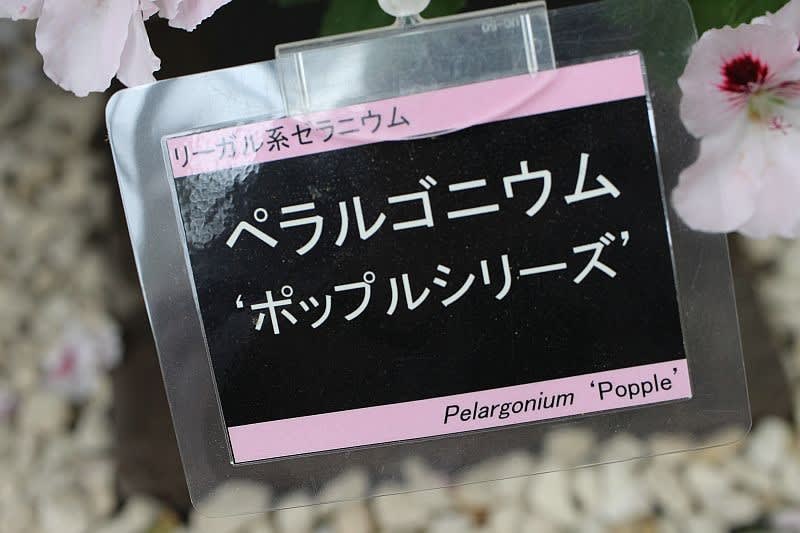 リーガル系ゼラニウム
ペラルゴニウム
‘ポップルシリーズ’
Pelargonium ‘Popple’